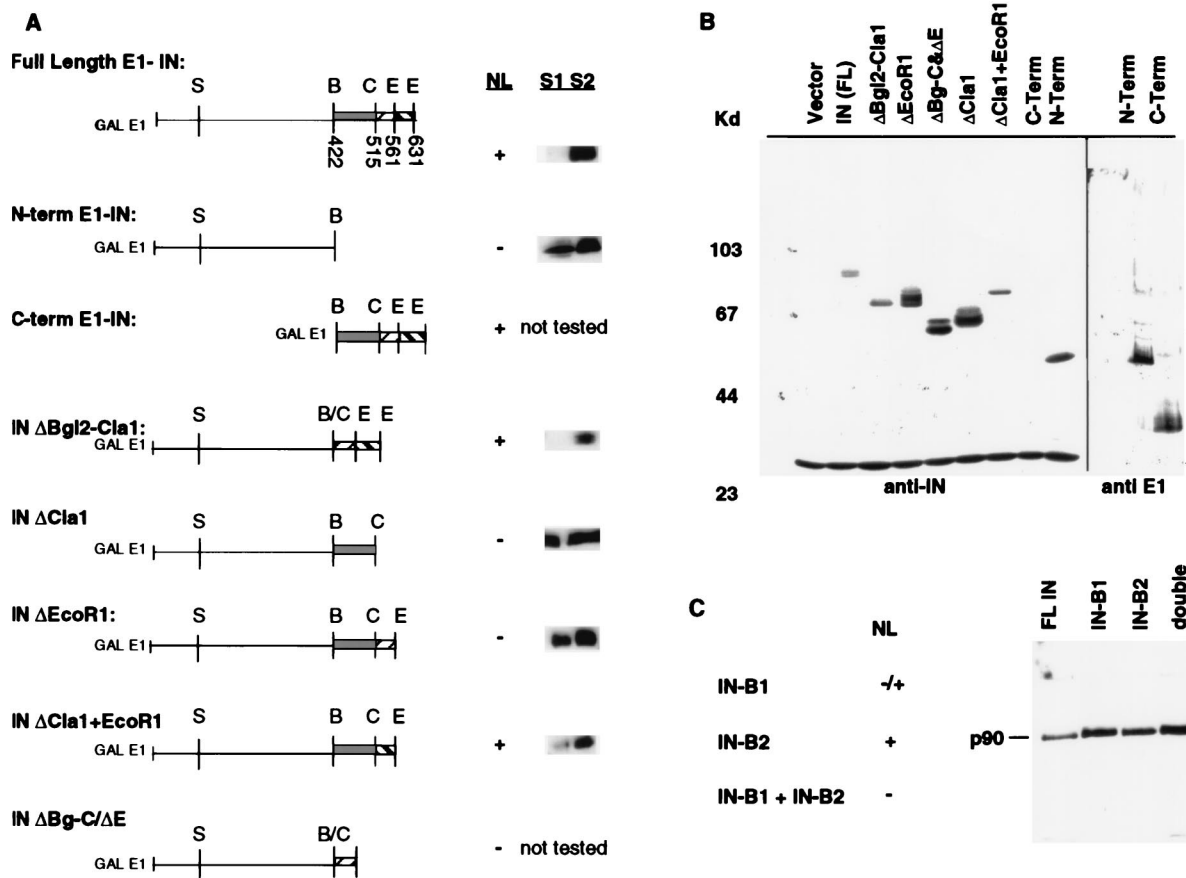 A
Full Length E1- IN:
S B C E E
NL S1 S2
GAL E1
422 515 561 631
+
N-term E1-IN:
S B
GAL E1
-
C-term E1-IN:
B C E E
GAL E1
+ not tested
IN ΔBgl2-Cla1:
S B/C E E
GAL E1
+
IN ΔCla1
S B C
GAL E1
-
IN ΔEcoR1:
S B C E
GAL E1
-
IN ΔCla1+EcoR1
S B C E
GAL E1
+
IN ΔBg-C/ΔE
S B/C
GAL E1
- not tested
B
Kd
Vector
IN (FL)
ΔBgl2-Cla1
ΔEcoR1
ΔBg-C&ΔE
ΔCla1
ΔCla1+EcoR1
C-Term
N-Term
N-Term
C-Term
103
67
44
23
anti-IN
anti E1
C
NL
IN-B1 -/+
IN-B2 +
IN-B1 + IN-B2 -
FL IN
IN-B1
IN-B2
double
p90